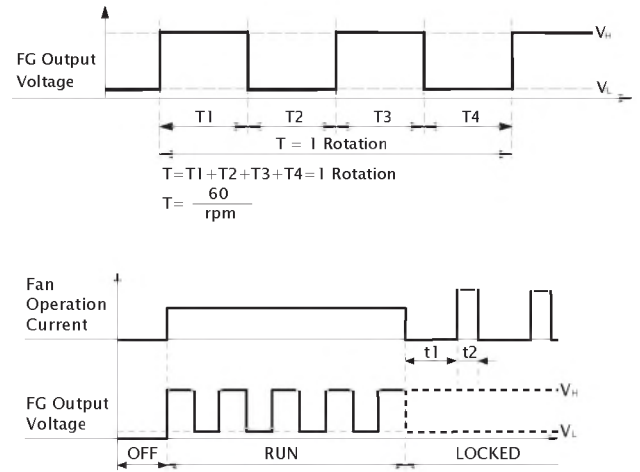 FG Output
Voltage
VH
VL
T1 T2 T3 T4
T = 1 Rotation
T=T1+T2+T3+T4=1 Rotation
T= 60
rpm
Fan
Operation
Current
t1 t2
FG Output
Voltage
VH
VL
OFF RUN LOCKED